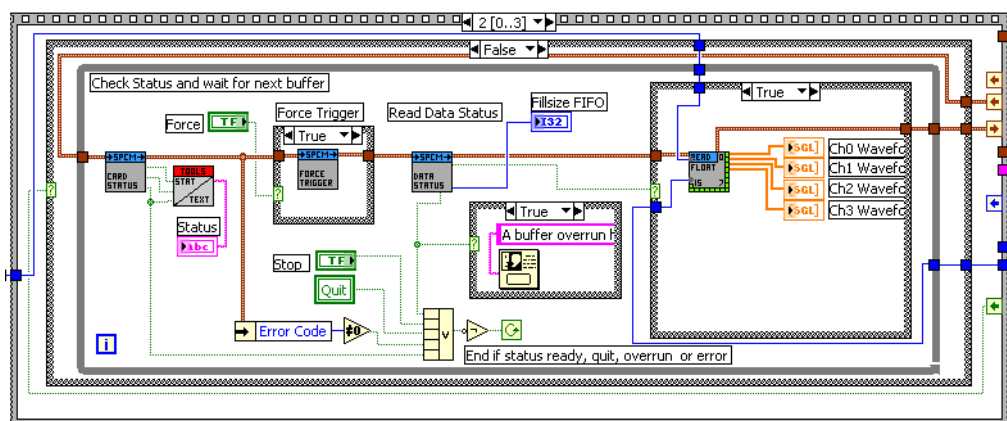 2 [0..3]
False
Check Status and wait for next buffer
True
Fillsize FIFO
I32
Force
TF
Force Trigger
True
Read Data Status
SPCM
CARD
STATUS
TOOLS
STAT
TEXT
SPCM
FORCE
TRIGGER
SPCM
DATA
STATUS
READ
FLOAT
SGL
Ch0 Wavefo
SGL
Ch1 Wavefo
SGL
Ch2 Wavefo
SGL
Ch3 Wavefo
Status
abc
True
A buffer overrun
Stop
TF
Quit
Error Code
≠0
V
i
End if status ready, quit, overrun or error